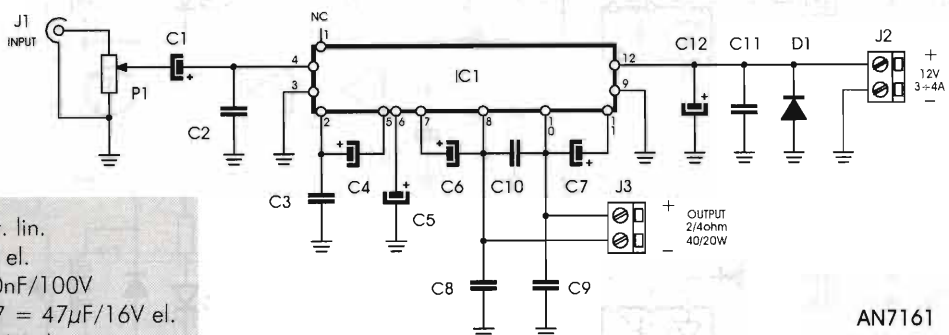 J1
INPUT
P1
C1
C2
NC
1
4
3
IC1
12
9
2
5
6
7
8
10
11
C3
C4
C5
C6
C10
C7
C8
C9
C12
C11
D1
J2
+
12V
3÷4A
−
J3
+
OUTPUT
2/4ohm
40/20W
−
lin.
el.
nF/100V
= 47µF/16V el.
AN7161